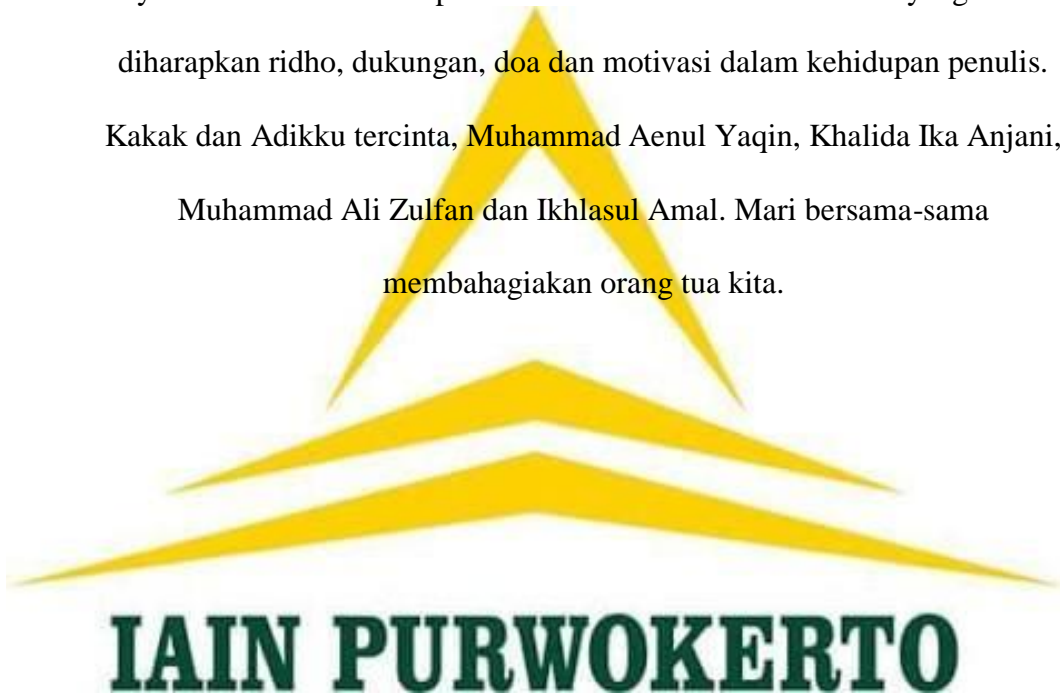 diharapkan ridho, dukungan, doa dan motivasi dalam kehidupan penulis.
Kakak dan Adikku tercinta, Muhammad Aenul Yaqin, Khalida Ika Anjani,
Muhammad Ali Zulfan dan Ikhlasul Amal. Mari bersama-sama
membahagiakan orang tua kita.
IAIN PURWOKERTO